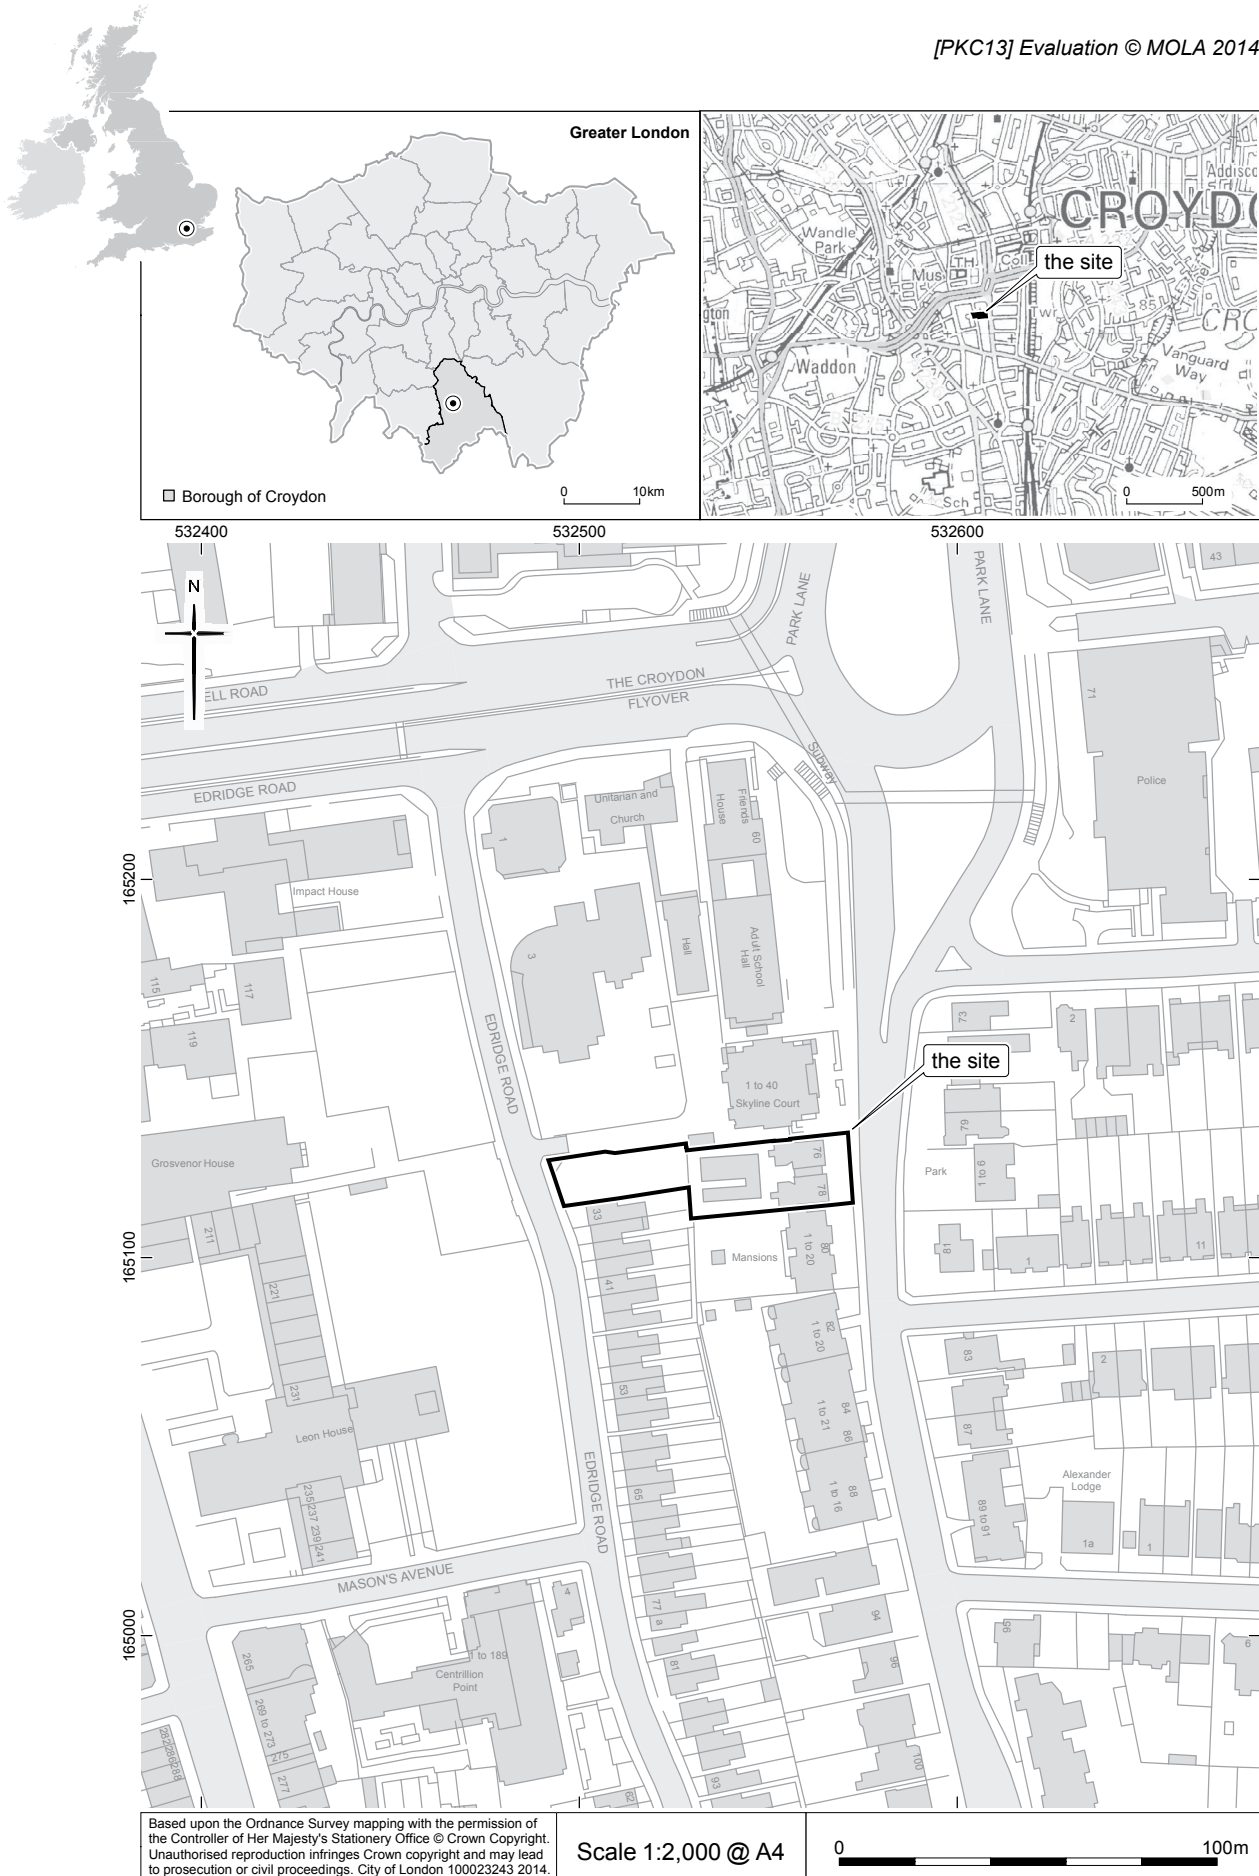 [PKC13] Evaluation © MOLA 2014
Greater London
Borough of Croydon
0 10km
CROYD
Addisc
Wandle
Park
Mus
TH
Coll
the site
Twr
85
Waddon
Vanguard
Way
Sch
0 500m
532400 532500 532600
N
PARK LANE
PARK LANE
43
ELL ROAD
THE CROYDON
FLYOVER
71
Subway
Police
EDRIDGE ROAD
Unitarian and
Church
1
Friends
House
60
165200
Impact House
Hall
Adult School
Hall
3
115
117
119
73
2
EDRIDGE ROAD
the site
1 to 40
Skyline Court
79
Grosvenor House
76
78
Park
1 to 6
33
211
165100
Mansions
80
1 to 20
81
1
11
221
41
82
1 to 20
83
2
231
53
84
86
1 to 21
87
Leon House
EDRIDGE ROAD
65
88
1 to 16
Alexander
Lodge
89 to 91
235
237
239
241
1a
1
MASON'S AVENUE
4
77
a
94
165000
265
1 to 189
Centrillion
Point
81
96
96
6
269 to 273
275
277
282
286
288
62
93
100
Based upon the Ordnance Survey mapping with the permission of
the Controller of Her Majesty's Stationery Office © Crown Copyright.
Unauthorised reproduction infringes Crown copyright and may lead
to prosecution or civil proceedings. City of London 100023243 2014.
Scale 1:2,000 @ A4
0 100m